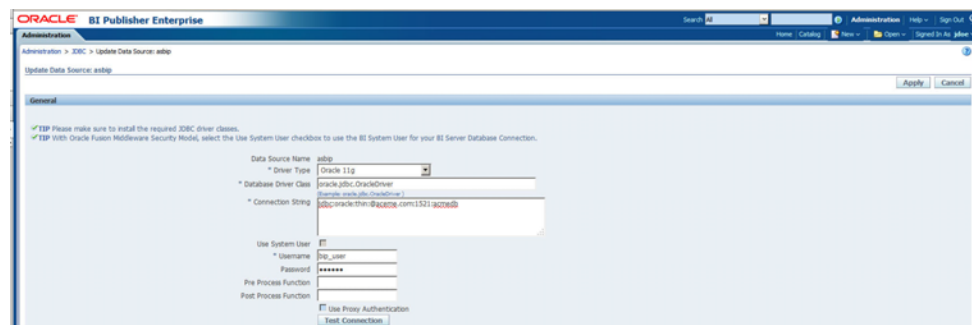 ORACLE BI Publisher Enterprise Search All Administration Help Sign Out
Administration Home Catalog New Open Signed In As jdoe
Administration > JDBC > Update Data Source: asbip
Update Data Source: asbip
Apply Cancel
General
TIP Please make sure to install the required JDBC driver classes.
TIP With Oracle Fusion Middleware Security Model, select the Use System User checkbox to use the BI System User for your BI Server Database Connection.
Data Source Name asbip
* Driver Type Oracle 11g
* Database Driver Class oracle.jdbc.OracleDriver
(Example: oracle.jdbc.OracleDriver )
* Connection String jdbc:oracle:thin:@aceme.com:1521:acmedb
Use System User
* Username bip_user
Password ●●●●●●
Pre Process Function
Post Process Function
Use Proxy Authentication
Test Connection